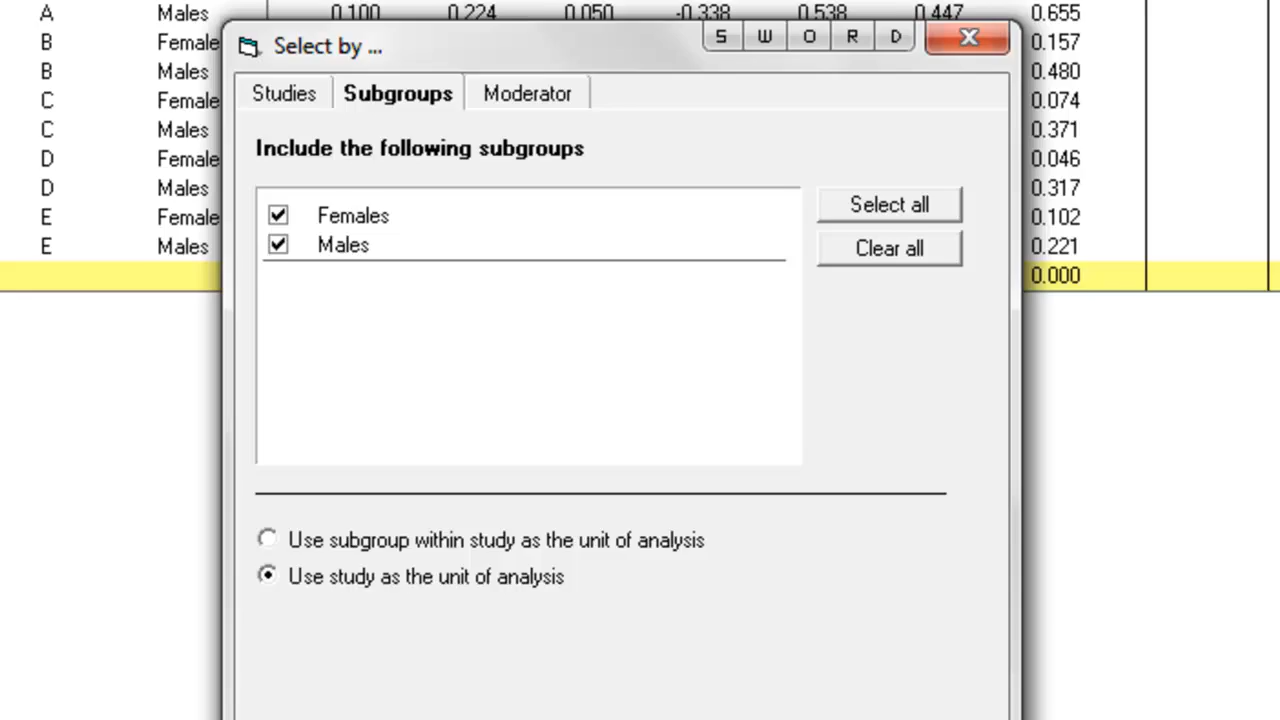 A Males 0.100 0.224 0.050 -0.338 0.538 0.447 0.655
Select by ... S W O R D
B Female 0.157
B Males 0.480
Studies Subgroups Moderator
C Female 0.074
C Males 0.371
Include the following subgroups
D Female 0.046
D Males 0.317
Select all
Females
E Female 0.102
Males
E Males 0.221
Clear all
0.000
Use subgroup within study as the unit of analysis
Use study as the unit of analysis